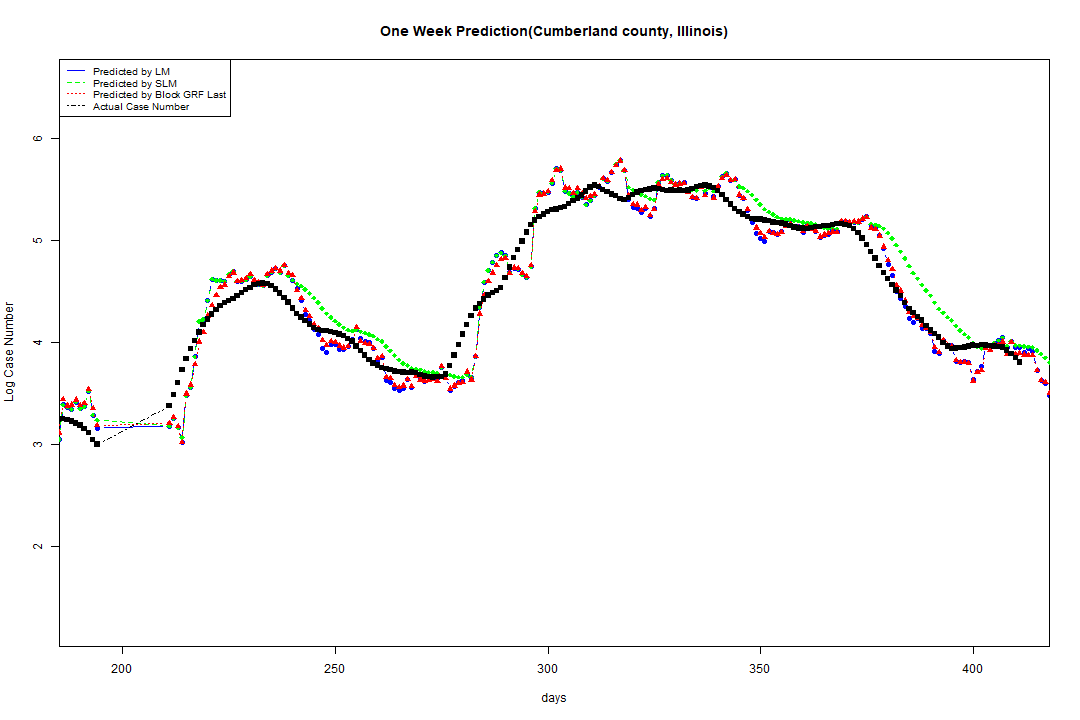 One Week Prediction(Cumberland county, Illinois)
Predicted by LM
Predicted by SLM
Predicted by Block GRF Last
Actual Case Number
Log Case Number
6
5
4
3
2
200 250 300 350 400
days